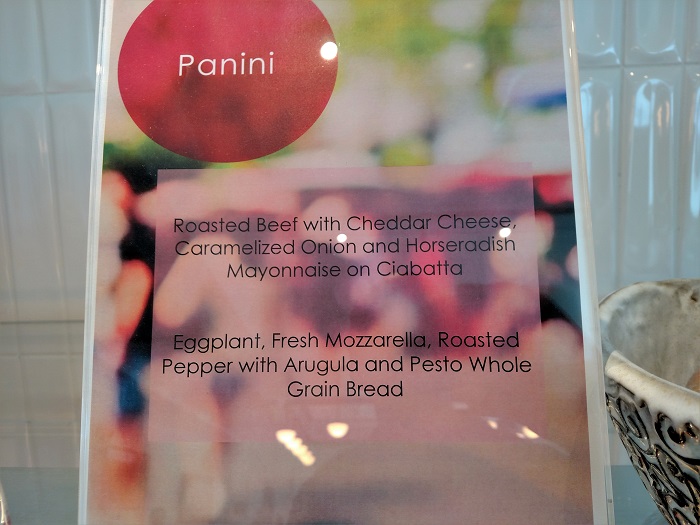 Panini
Roasted Beef with Cheddar Cheese,
Caramelized Onion and Horseradish
Mayonnaise on Ciabatta
Eggplant, Fresh Mozzarella, Roasted
Pepper with Arugula and Pesto Whole
Grain Bread